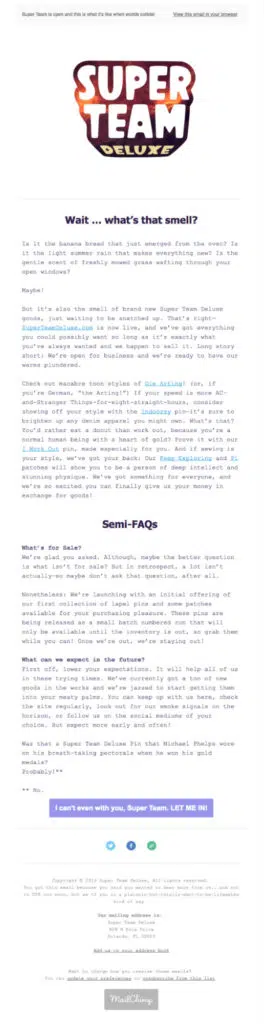 Super Team is open and this is what it's like when worlds collide!
View this email in your browser
SUPER
TEAM
DELUXE
Wait ... what's that smell?
Is it the banana bread that just emerged from the oven? Is
it the light summer rain that makes everything new? Is the
gentle scent of freshly mowed grass wafting through your
open windows?
Maybe!
But it's also the smell of brand new Super Team Deluxe
goods, just waiting to be snatched up. That's right—
SuperTeamDeluxe.com is now live, and we've got everything
you could possibly want so long as it's exactly what
you've always wanted and we happen to sell it. Long story
short: We're open for business and we're ready to have our
wares plundered.
Check out macabre toon styles of Die Arting! (or, if
you're German, "the Arting!") If your speed is more AC-
and-Stranger Things-for-eight-straight-hours, consider
showing off your style with the Indoorsy pin—it's sure to
brighten up any denim apparel you might own. What's that?
You'd rather eat a donut than work out, because you're a
normal human being with a heart of gold? Prove it with our
I Work Out pin, made especially for you. And if sewing is
your style, we've got your back: Our Keep Exploring and Pi
patches will show you to be a person of deep intellect and
stunning physique. We've got something for everyone, and
we're so excited you can finally give us your money in
exchange for goods!
Semi-FAQs
What's for Sale?
We're glad you asked. Although, maybe the better question
is what isn't for sale? But in retrospect, a lot isn't
actually—so maybe don't ask that question, after all.
Nonetheless: We're launching with an initial offering of
our first collection of lapel pins and some patches
available for your purchasing pleasure. These pins are
being released as a small batch numbered run that will
only be available until the inventory is out, so grab them
while you can! Once we're out, we're staying out!
What can we expect in the future?
First off, lower your expectations. It will help all of us
in these trying times. We've currently got a ton of new
goods in the works and we're jazzed to start getting them
into your meaty palms. You can keep up with us here, check
the site regularly, look out for our smoke signals on the
horizon, or follow us on the social mediums of your
choice. But expect more early and often!
Was that a Super Team Deluxe Pin that Michael Phelps wore
on his breast-taking pectorals when he won his gold
medals?
Probably!**
** No.
I can't even with you, Super Team. LET ME IN!
Copyright © 2016 Super Team Deluxe, All rights reserved.
You got this email because you said you wanted to hear more from us, and not
in
kind of way
Our mailing address is:
Super Team Deluxe
Orlando, FL
Add us to your address book
Want to change how you receive these emails?
You can update your preferences or unsubscribe from this list
MailChimp